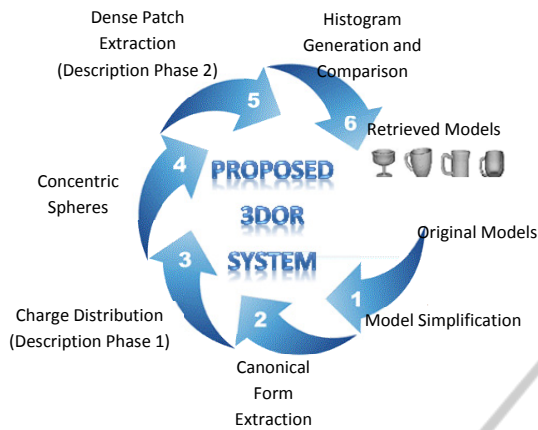 Dense Patch
Extraction
(Description Phase 2)
Histogram
Generation and
Comparison
5
6
Retrieved Models
4
PROPOSED
3DOR
SYSTEM
Concentric
Spheres
Original Models
3
Charge Distribution
(Description Phase 1)
2
1
Model Simplification
Canonical
Form
Extraction